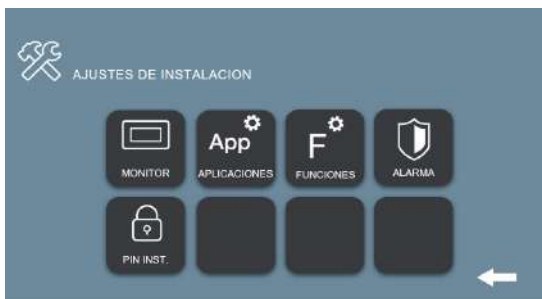 AJUSTES DE INSTALACION
App
F
MONITOR
APLICACIONES
FUNCIONES
ALARMA
PIN INST.